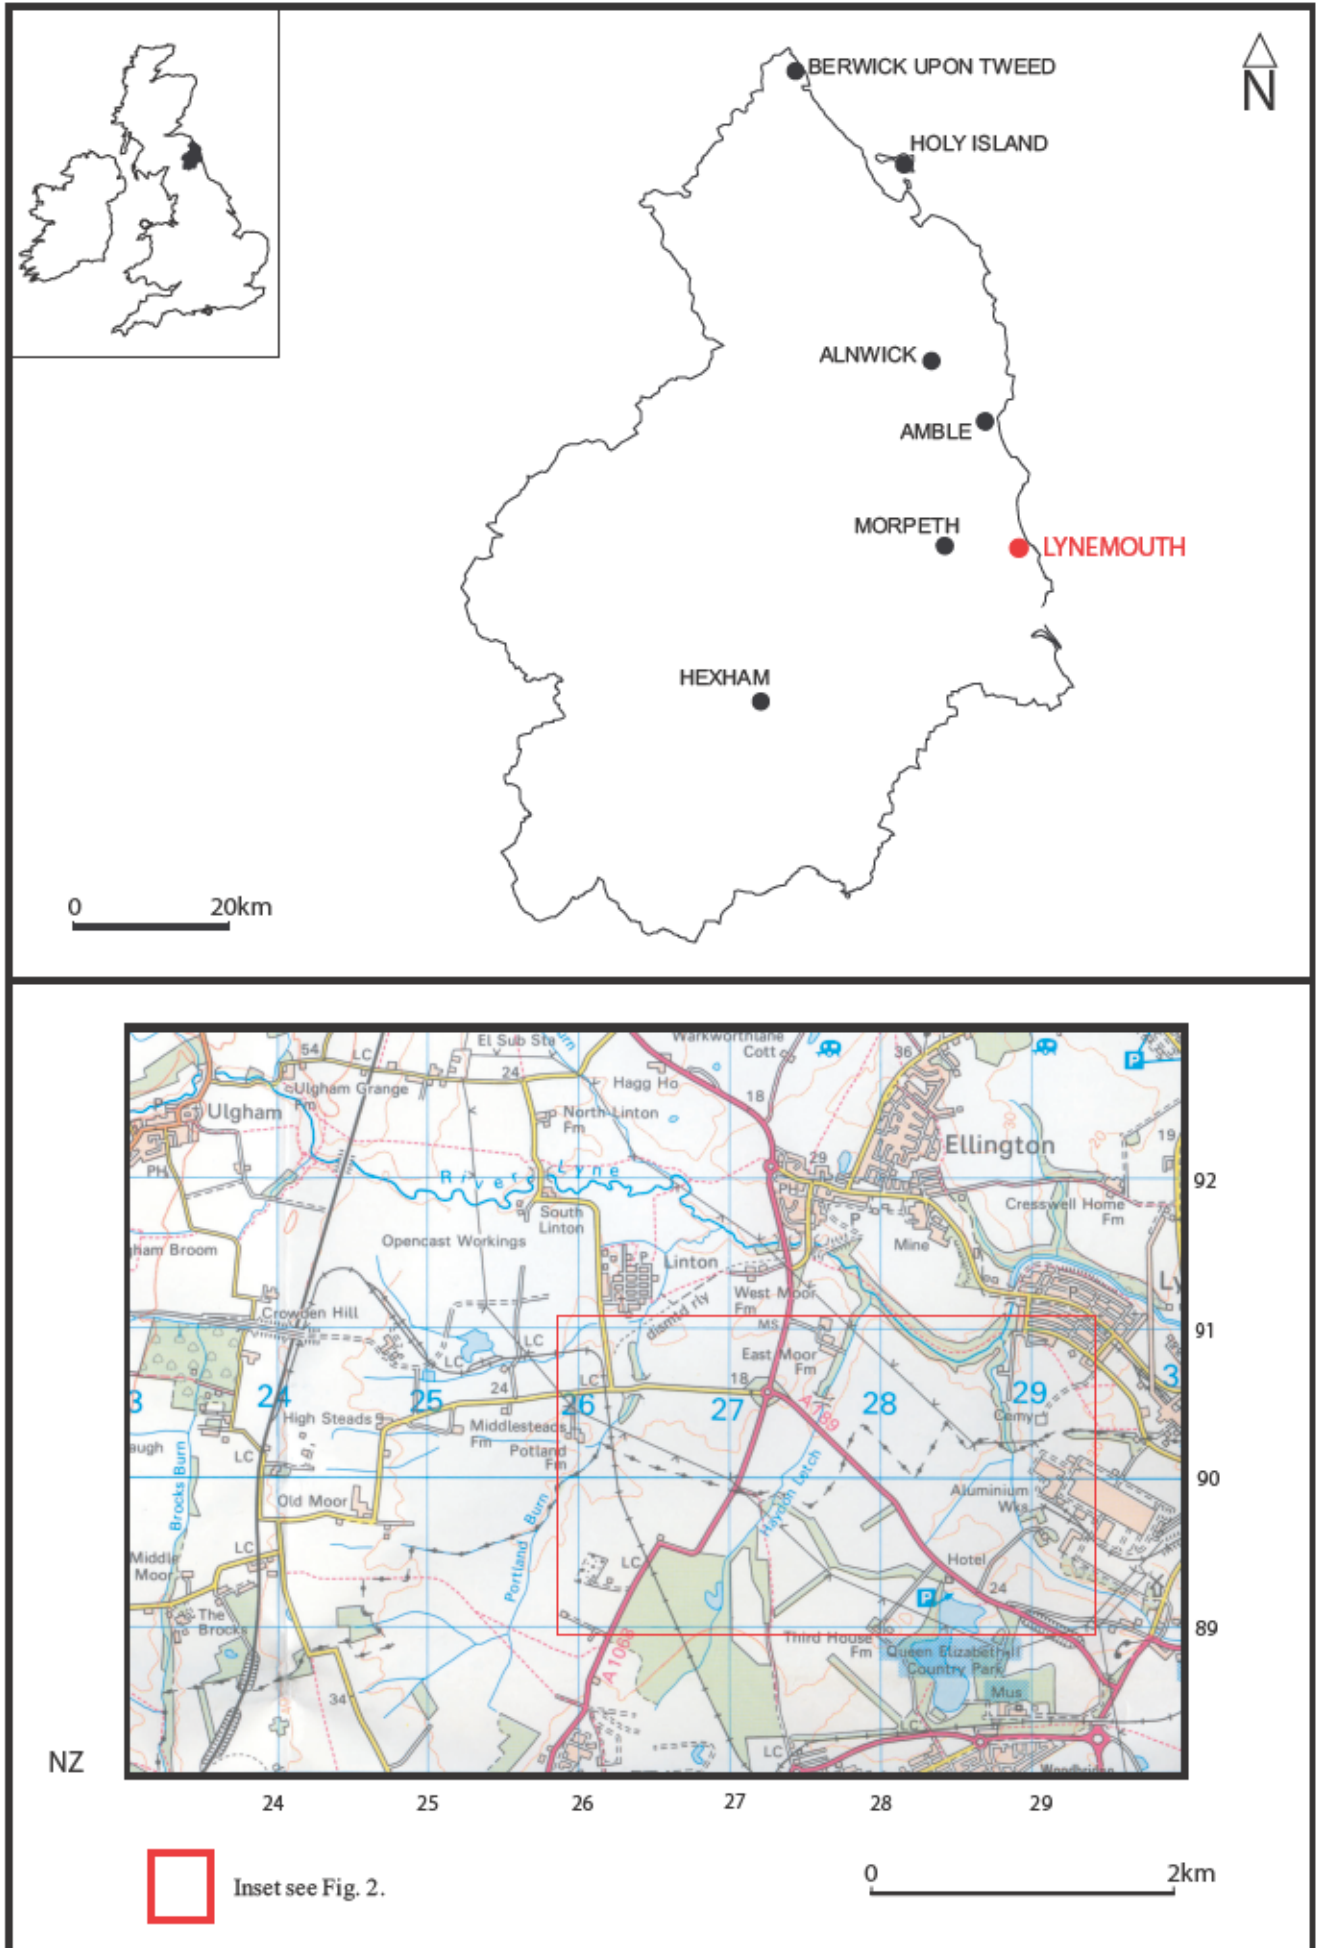 BERWICK UPON TWEED
N
HOLY ISLAND
ALNWICK
AMBLE
MORPETH
LYNEMOUTH
HEXHAM
0 20km
Warkworthlane
Cott
El Sub Sta
54
LC
36
P
24
Hagg Ho
Ulgham Grange
Fm
18
P
Ulgham
North Linton
Fm
19
20
Ellington
29
PH
River Lyne
PH
92
Cresswell Home
Fm
South
Linton
P
Mine
gham Broom
Opencast Workings
P
Linton
West Moor
Fm
P
Ly
Crowden Hill
dismtd rly
MS
91
LC
East Moor
Fm
LC
LC
18
24
3
24
25
26
27
28
29
3
A189
High Steads
Middlesteads
Fm
Cemy
augh
Potland
Fm
LC
90
Old Moor
Aluminium
Wks
Brocks Burn
Portland Burn
Haydon Letch
LC
Middle
Moor
LC
Hotel
24
P
The
Brocks
89
A1068
Third House
Fm
Queen Elizabeth II
Country Park
Mus
34
LC
LC
NZ
24 25 26 27 28 29
Inset see Fig. 2.
0 2km